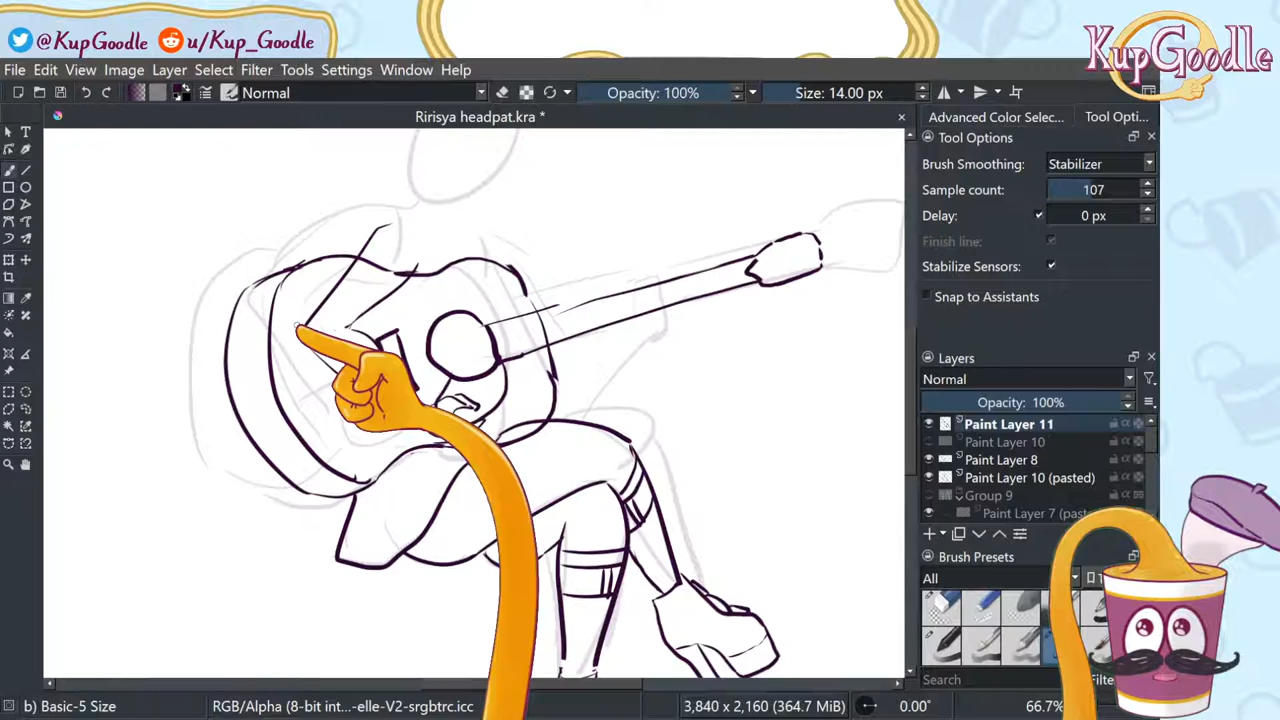 @KupGoodle u/Kup_Goodle
KupGoodle
File Edit View Image Layer Select Filter Tools Settings Window Help
Normal Opacity: 100% Size: 14.00 px
Ririsya headpat.kra *
Advanced Color Selec... Tool Opti...
Tool Options
Brush Smoothing: Stabilizer
Sample count: 107
Delay: 0 px
Finish line:
Stabilize Sensors:
Snap to Assistants
Layers
Normal
Opacity: 100%
Paint Layer 11
Paint Layer 10
Paint Layer 8
Paint Layer 10 (pasted)
Group 9
Paint Layer 7 (paste
Brush Presets
All
Search Filte
b) Basic-5 Size RGB/Alpha (8-bit int...-elle-V2-srgbtrc.icc 3,840 x 2,160 (364.7 MiB) 0.00° 66.7%